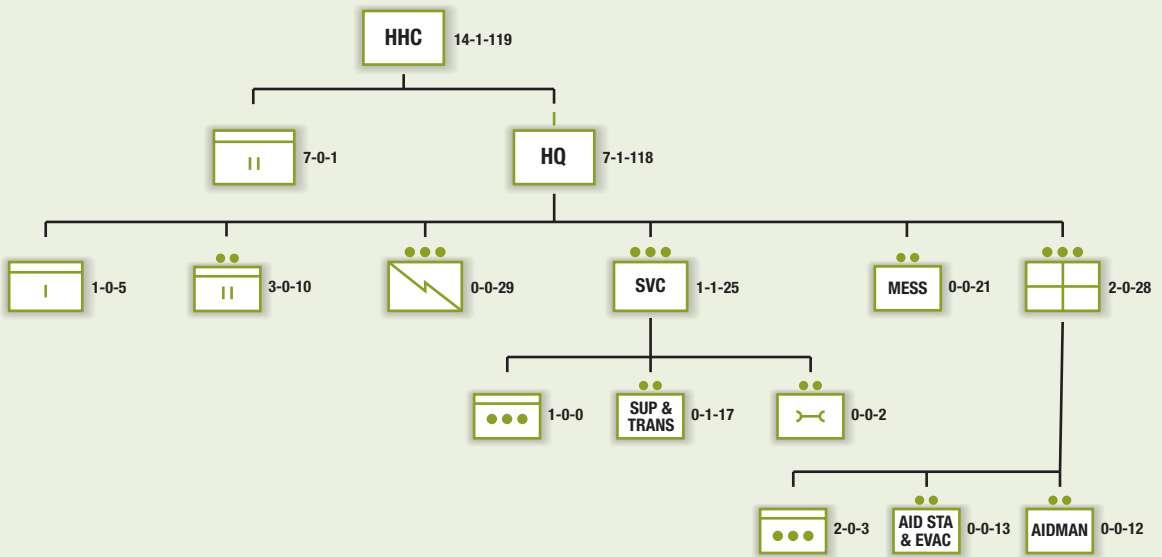 HHC
14-1-119
7-0-1
HQ
7-1-118
1-0-5
3-0-10
0-0-29
SVC
1-1-25
MESS
0-0-21
2-0-28
1-0-0
SUP &
TRANS
0-1-17
0-0-2
2-0-3
AID STA
& EVAC
0-0-13
AIDMAN
0-0-12